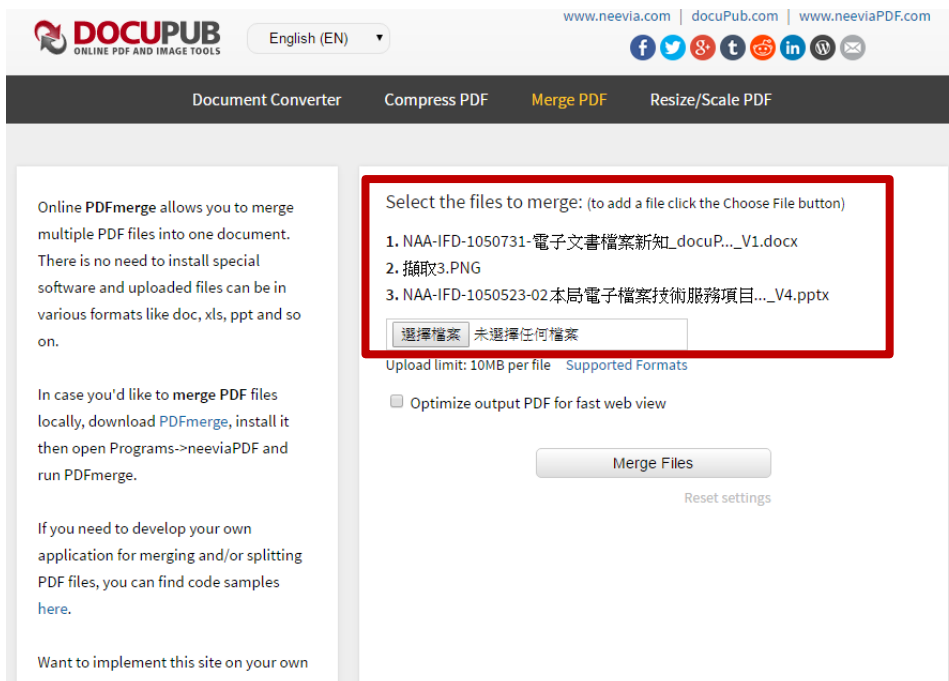 DOCUPUB
ONLINE PDF AND IMAGE TOOLS
English (EN)
www.neevia.com | docuPub.com | www.neeviaPDF.com
Document Converter Compress PDF Merge PDF Resize/Scale PDF
Online PDFmerge allows you to merge
multiple PDF files into one document.
There is no need to install special
software and uploaded files can be in
various formats like doc, xls, ppt and so
on.
In case you'd like to merge PDF files
locally, download PDFmerge, install it
then open Programs->neeviaPDF and
run PDFmerge.
If you need to develop your own
application for merging and/or splitting
PDF files, you can find code samples
here.
Want to implement this site on your own
Select the files to merge: (to add a file click the Choose File button)
1. NAA-IFD-1050731-電子文書檔案新知_docuP..._V1.docx
2. 擷取3.PNG
3. NAA-IFD-1050523-02本局電子檔案技術服務項目..._V4.pptx
選擇檔案 未選擇任何檔案
Upload limit: 10MB per file Supported Formats
Optimize output PDF for fast web view
Merge Files
Reset settings